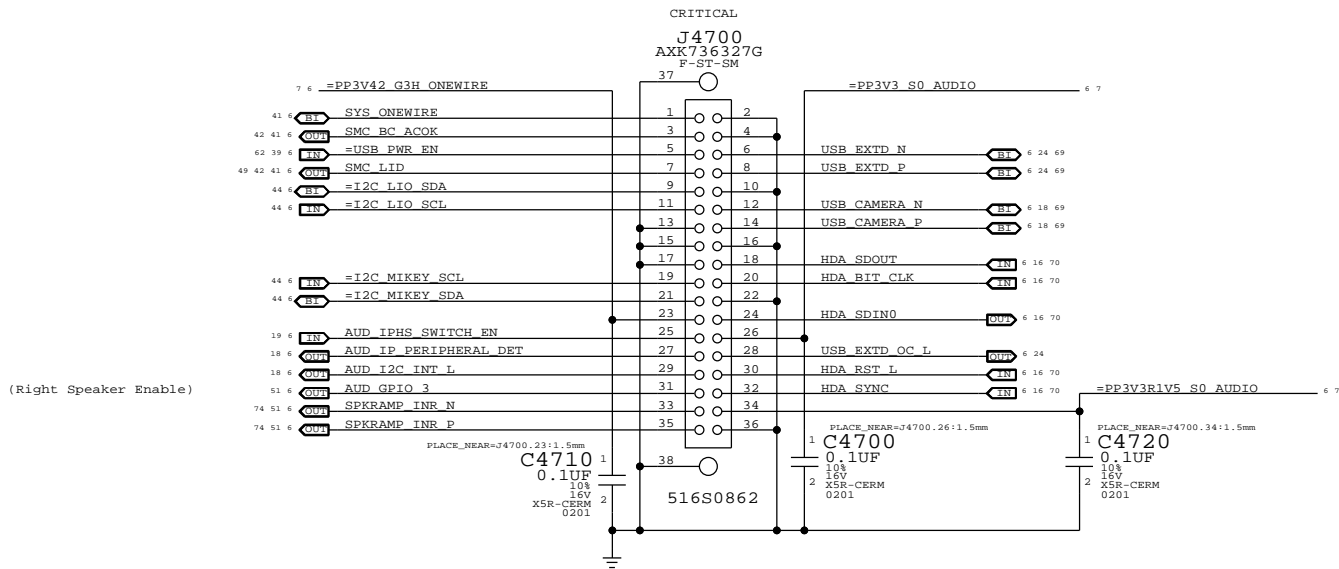 CRITICAL
J4700
AXK736327G
F-ST-SM
37
7 6 =PP3V42_G3H_ONEWIRE
=PP3V3_S0_AUDIO 6 7
41 6 BI SYS_ONEWIRE 1 2
42 41 6 OUT SMC_BC_ACOK 3 4
62 39 6 IN =USB_PWR_EN 5 6 USB_EXTD_N BI 6 24 69
49 42 41 6 OUT SMC_LID 7 8 USB_EXTD_P BI 6 24 69
44 6 BI =I2C_LIO_SDA 9 10
44 6 IN =I2C_LIO_SCL 11 12 USB_CAMERA_N BI 6 18 69
13 14 USB_CAMERA_P BI 6 18 69
15 16
17 18 HDA_SDOUT IN 6 16 70
44 6 IN =I2C_MIKEY_SCL 19 20 HDA_BIT_CLK IN 6 16 70
44 6 BI =I2C_MIKEY_SDA 21 22
23 24 HDA_SDIN0 OUT 6 16 70
19 6 IN AUD_IPHS_SWITCH_EN 25 26
18 6 OUT AUD_IP_PERIPHERAL_DET 27 28 USB_EXTD_OC_L OUT 6 24
18 6 OUT AUD_I2C_INT_L 29 30 HDA_RST_L IN 6 16 70
(Right Speaker Enable) 51 6 OUT AUD_GPIO_3 31 32 HDA_SYNC IN 6 16 70
=PP3V3R1V5_S0_AUDIO 6 7
74 51 6 OUT SPKRAMP_INR_N 33 34
74 51 6 OUT SPKRAMP_INR_P 35 36
38
516S0862
PLACE_NEAR=J4700.23:1.5mm
C4710 1
0.1UF
10%
16V
X5R-CERM 2
0201
PLACE_NEAR=J4700.26:1.5mm
1 C4700
0.1UF
10%
16V
2 X5R-CERM
0201
PLACE_NEAR=J4700.34:1.5mm
1 C4720
0.1UF
10%
16V
2 X5R-CERM
0201